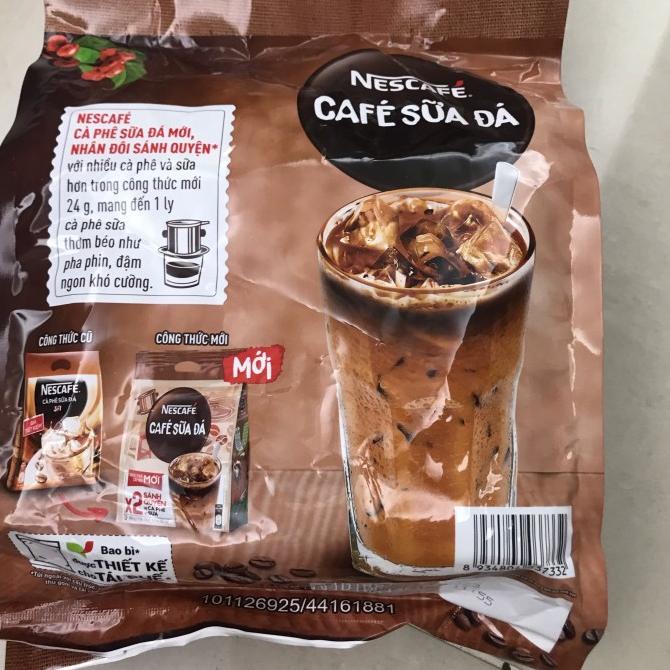 NESCAFÉ
CAFÉ SỮA ĐÁ
NESCAFÉ
CÀ PHÊ SỮA ĐÁ MỚI,
NHÂN ĐÔI SÁNH QUYỆN*
với nhiều cà phê và sữa
hơn trong công thức mới
24 g, mang đến 1 ly
cà phê sữa
thơm béo như
pha phin, đậm
ngon khó cưỡng.
CÔNG THỨC CŨ
CÔNG THỨC MỚI
MỚI
NESCAFÉ
CÀ PHÊ SỮA ĐÁ
NESCAFÉ
CAFÉ SỮA ĐÁ
MỚI
X2 SÁNH
QUYỆN
Bao bì*
được THIẾT KẾ
101126925/44161881